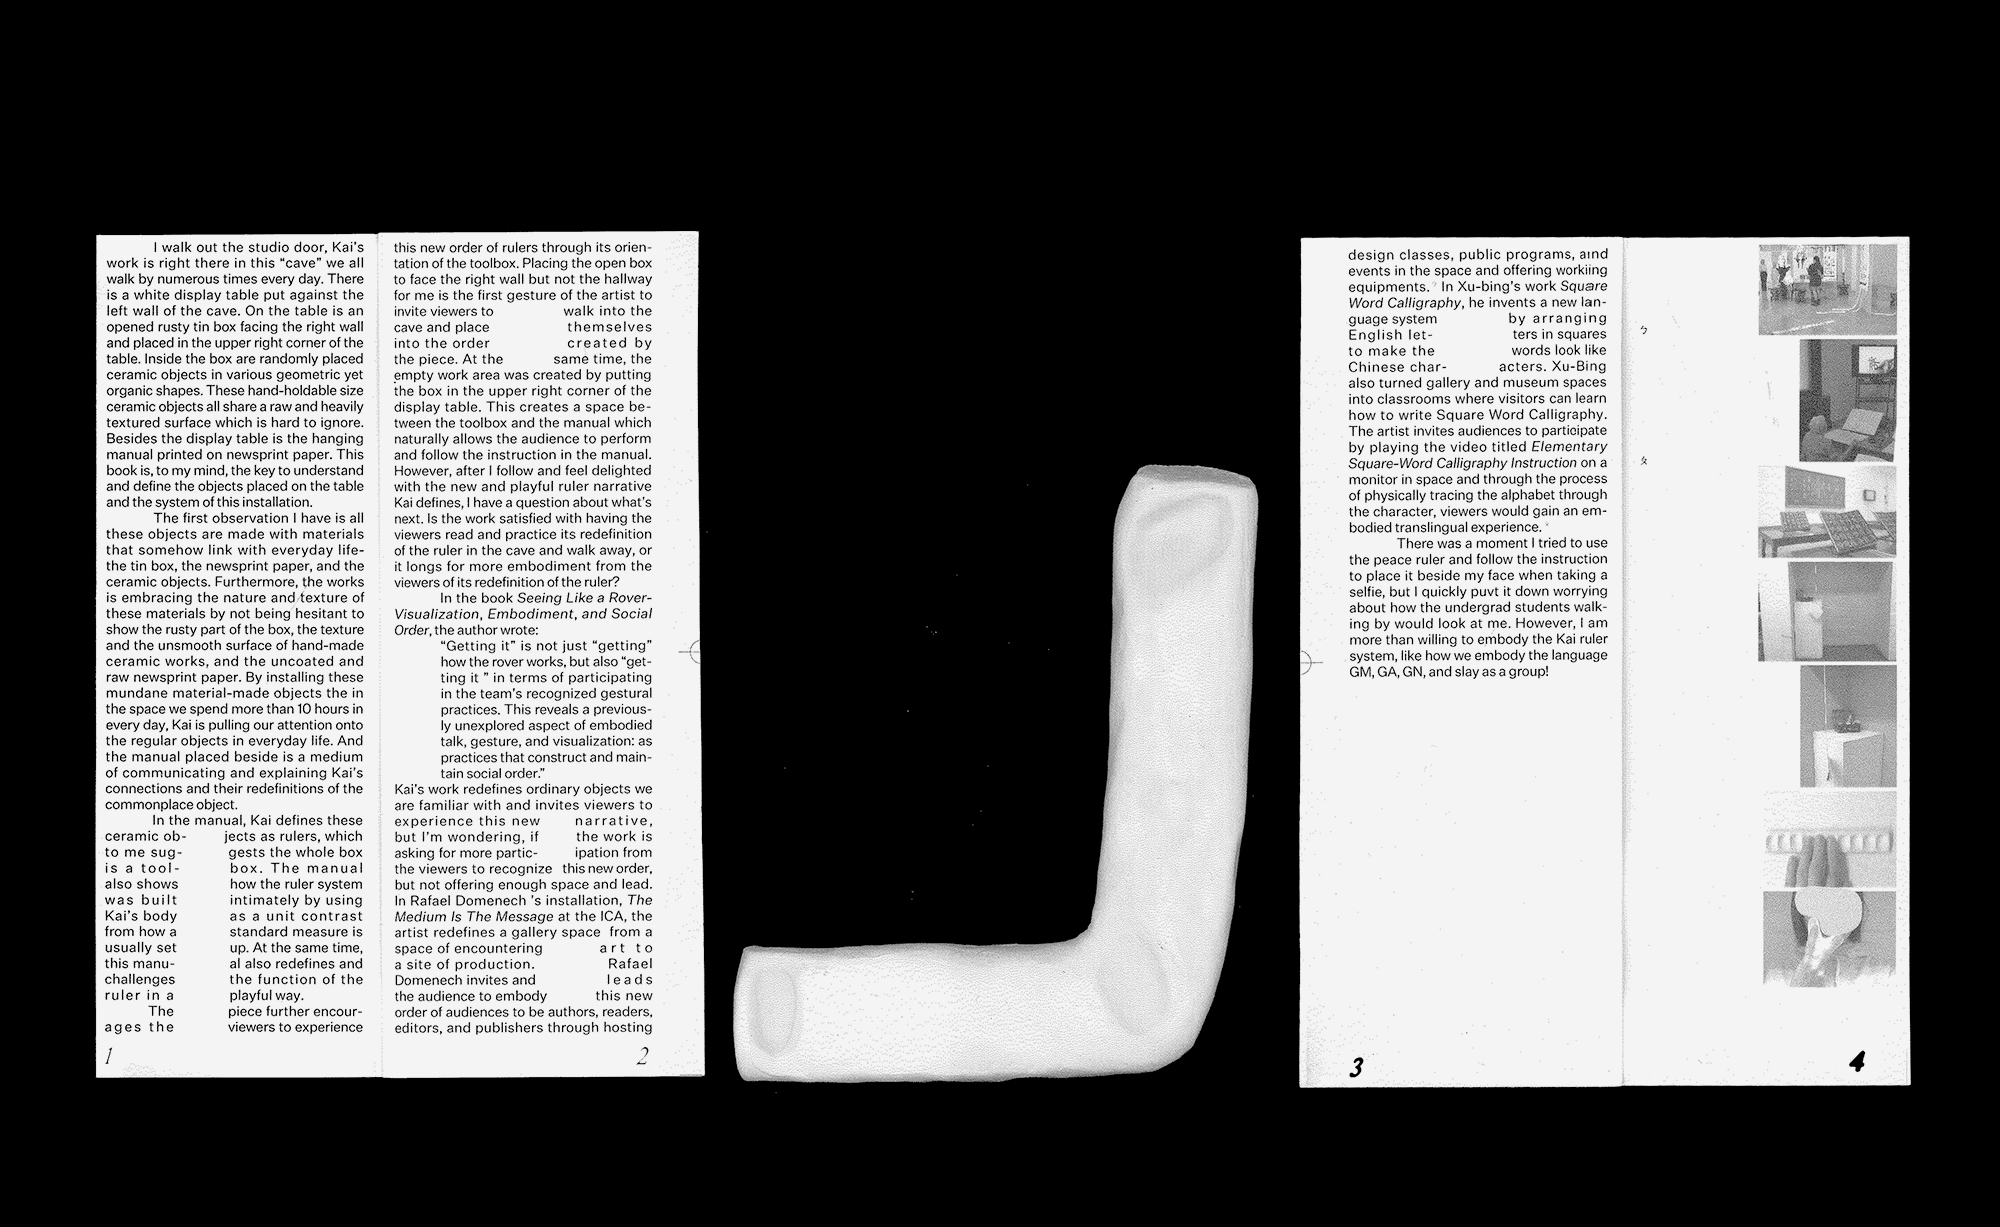 I walk out the studio door, Kai's
work is right there in this “cave” we all
walk by numerous times every day. There
is a white display table put against the
left wall of the cave. On the table is an
opened rusty tin box facing the right wall
and placed in the upper right corner of the
table. Inside the box are randomly placed
ceramic objects in various geometric yet
organic shapes. These hand-holdable size
ceramic objects all share a raw and heavily
textured surface which is hard to ignore.
Besides the display table is the hanging
manual printed on newsprint paper. This
book is, to my mind, the key to understand
and define the objects placed on the table
and the system of this installation.
The first observation I have is all
these objects are made with materials
that somehow link with everyday life-
the tin box, the newsprint paper, and the
ceramic objects. Furthermore, the works
is embracing the nature and texture of
these materials by not being hesitant to
show the rusty part of the box, the texture
and the unsmooth surface of hand-made
ceramic works, and the uncoated and
raw newsprint paper. By installing these
mundane material-made objects the in
the space we spend more than 10 hours in
every day, Kai is pulling our attention onto
the regular objects in everyday life. And
the manual placed beside is a medium
of communicating and explaining Kai's
connections and their redefinitions of the
commonplace object.
In the manual, Kai defines these
ceramic ob- jects as rulers, which
to me sug- gests the whole box
is a tool- box. The manual
also shows how the ruler system
was built intimately by using
Kai's body as a unit contrast
from how a standard measure is
usually set up. At the same time,
this manu- al also redefines and
challenges the function of the
ruler in a playful way.
The piece further encour-
ages the viewers to experience
1
this new order of rulers through its orien-
tation of the toolbox. Placing the open box
to face the right wall but not the hallway
for me is the first gesture of the artist to
invite viewers to walk into the
cave and place themselves
into the order created by
the piece. At the same time, the
empty work area was created by putting
the box in the upper right corner of the
display table. This creates a space be-
tween the toolbox and the manual which
naturally allows the audience to perform
and follow the instruction in the manual.
However, after I follow and feel delighted
with the new and playful ruler narrative
Kai defines, I have a question about what's
next. Is the work satisfied with having the
viewers read and practice its redefinition
of the ruler in the cave and walk away, or
it longs for more embodiment from the
viewers of its redefinition of the ruler?
In the book Seeing Like a Rover-
Visualization, Embodiment, and Social
Order, the author wrote:
“Getting it” is not just “getting”
how the rover works, but also “get-
ting it ” in terms of participating
in the team's recognized gestural
practices. This reveals a previous-
ly unexplored aspect of embodied
talk, gesture, and visualization: as
practices that construct and main-
tain social order.”
Kai's work redefines ordinary objects we
are familiar with and invites viewers to
experience this new narrative,
but I'm wondering, if the work is
asking for more partic- ipation from
the viewers to recognize this new order,
but not offering enough space and lead.
In Rafael Domenech 's installation, The
Medium Is The Message at the ICA, the
artist redefines a gallery space from a
space of encountering art to
a site of production. Rafael
Domenech invites and leads
the audience to embody this new
order of audiences to be authors, readers,
editors, and publishers through hosting
2
design classes, public programs, aınd
events in the space and offering workiing
equipments. In Xu-bing's work Square
Word Calligraphy, he invents a new lan-
guage system by arranging
English let- ters in squares
to make the words look like
Chinese char- acters. Xu-Bing
also turned gallery and museum spaces
into classrooms where visitors can learn
how to write Square Word Calligraphy.
The artist invites audiences to participate
by playing the video titled Elementary
Square-Word Calligraphy Instruction on a
monitor in space and through the process
of physically tracing the alphabet through
the character, viewers would gain an em-
bodied translingual experience.
There was a moment I tried to use
the peace ruler and follow the instruction
to place it beside my face when taking a
selfie, but I quickly puvt it down worrying
about how the undergrad students walk-
ing by would look at me. However, I am
more than willing to embody the Kai ruler
system, like how we embody the language
GM, GA, GN, and slay as a group!
3
4